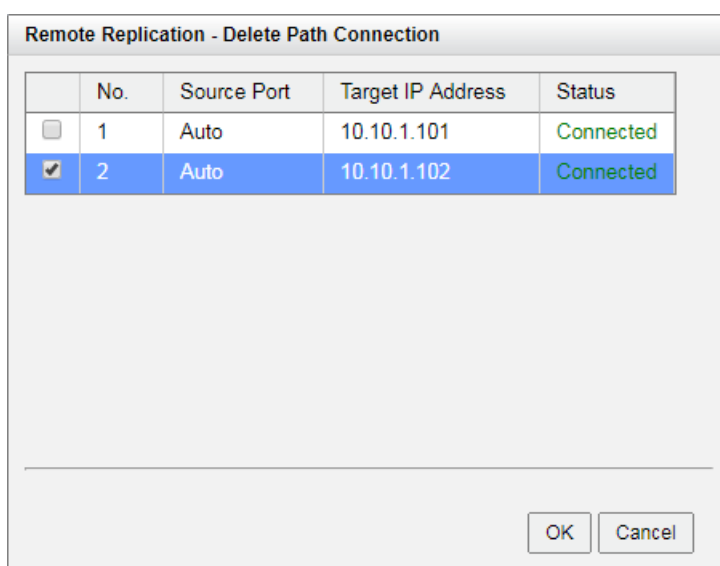 Remote Replication - Delete Path Connection
No. Source Port Target IP Address Status
1 Auto 10.10.1.101 Connected
2 Auto 10.10.1.102 Connected
OK Cancel